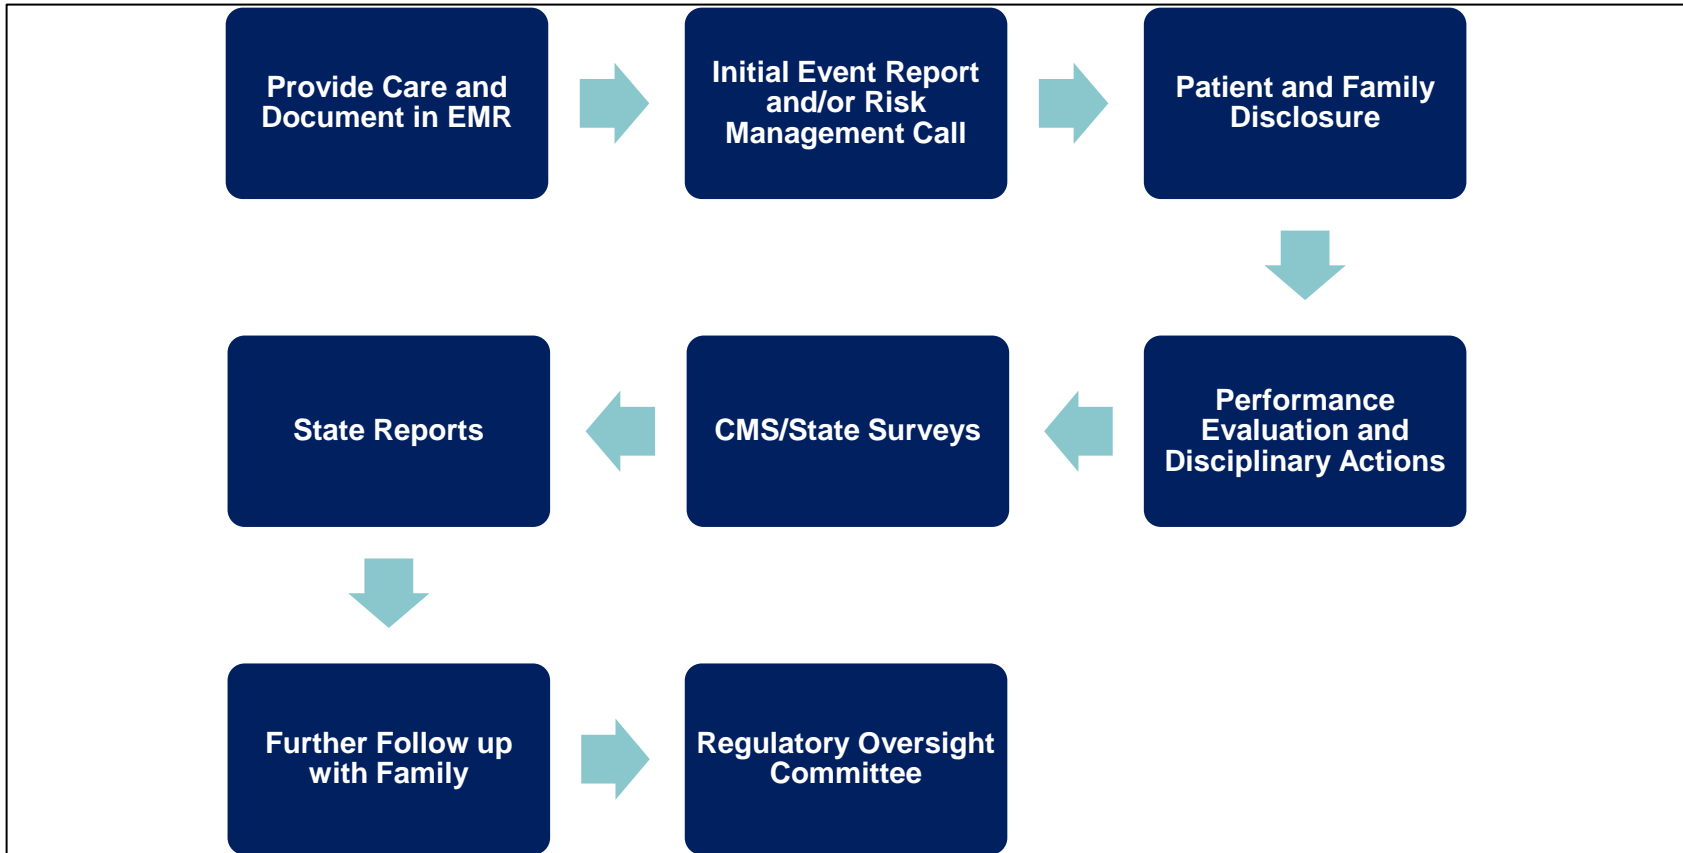 Provide Care and
Document in EMR
Initial Event Report
and/or Risk
Management Call
Patient and Family
Disclosure
Performance
Evaluation and
Disciplinary Actions
CMS/State Surveys
State Reports
Further Follow up
with Family
Regulatory Oversight
Committee